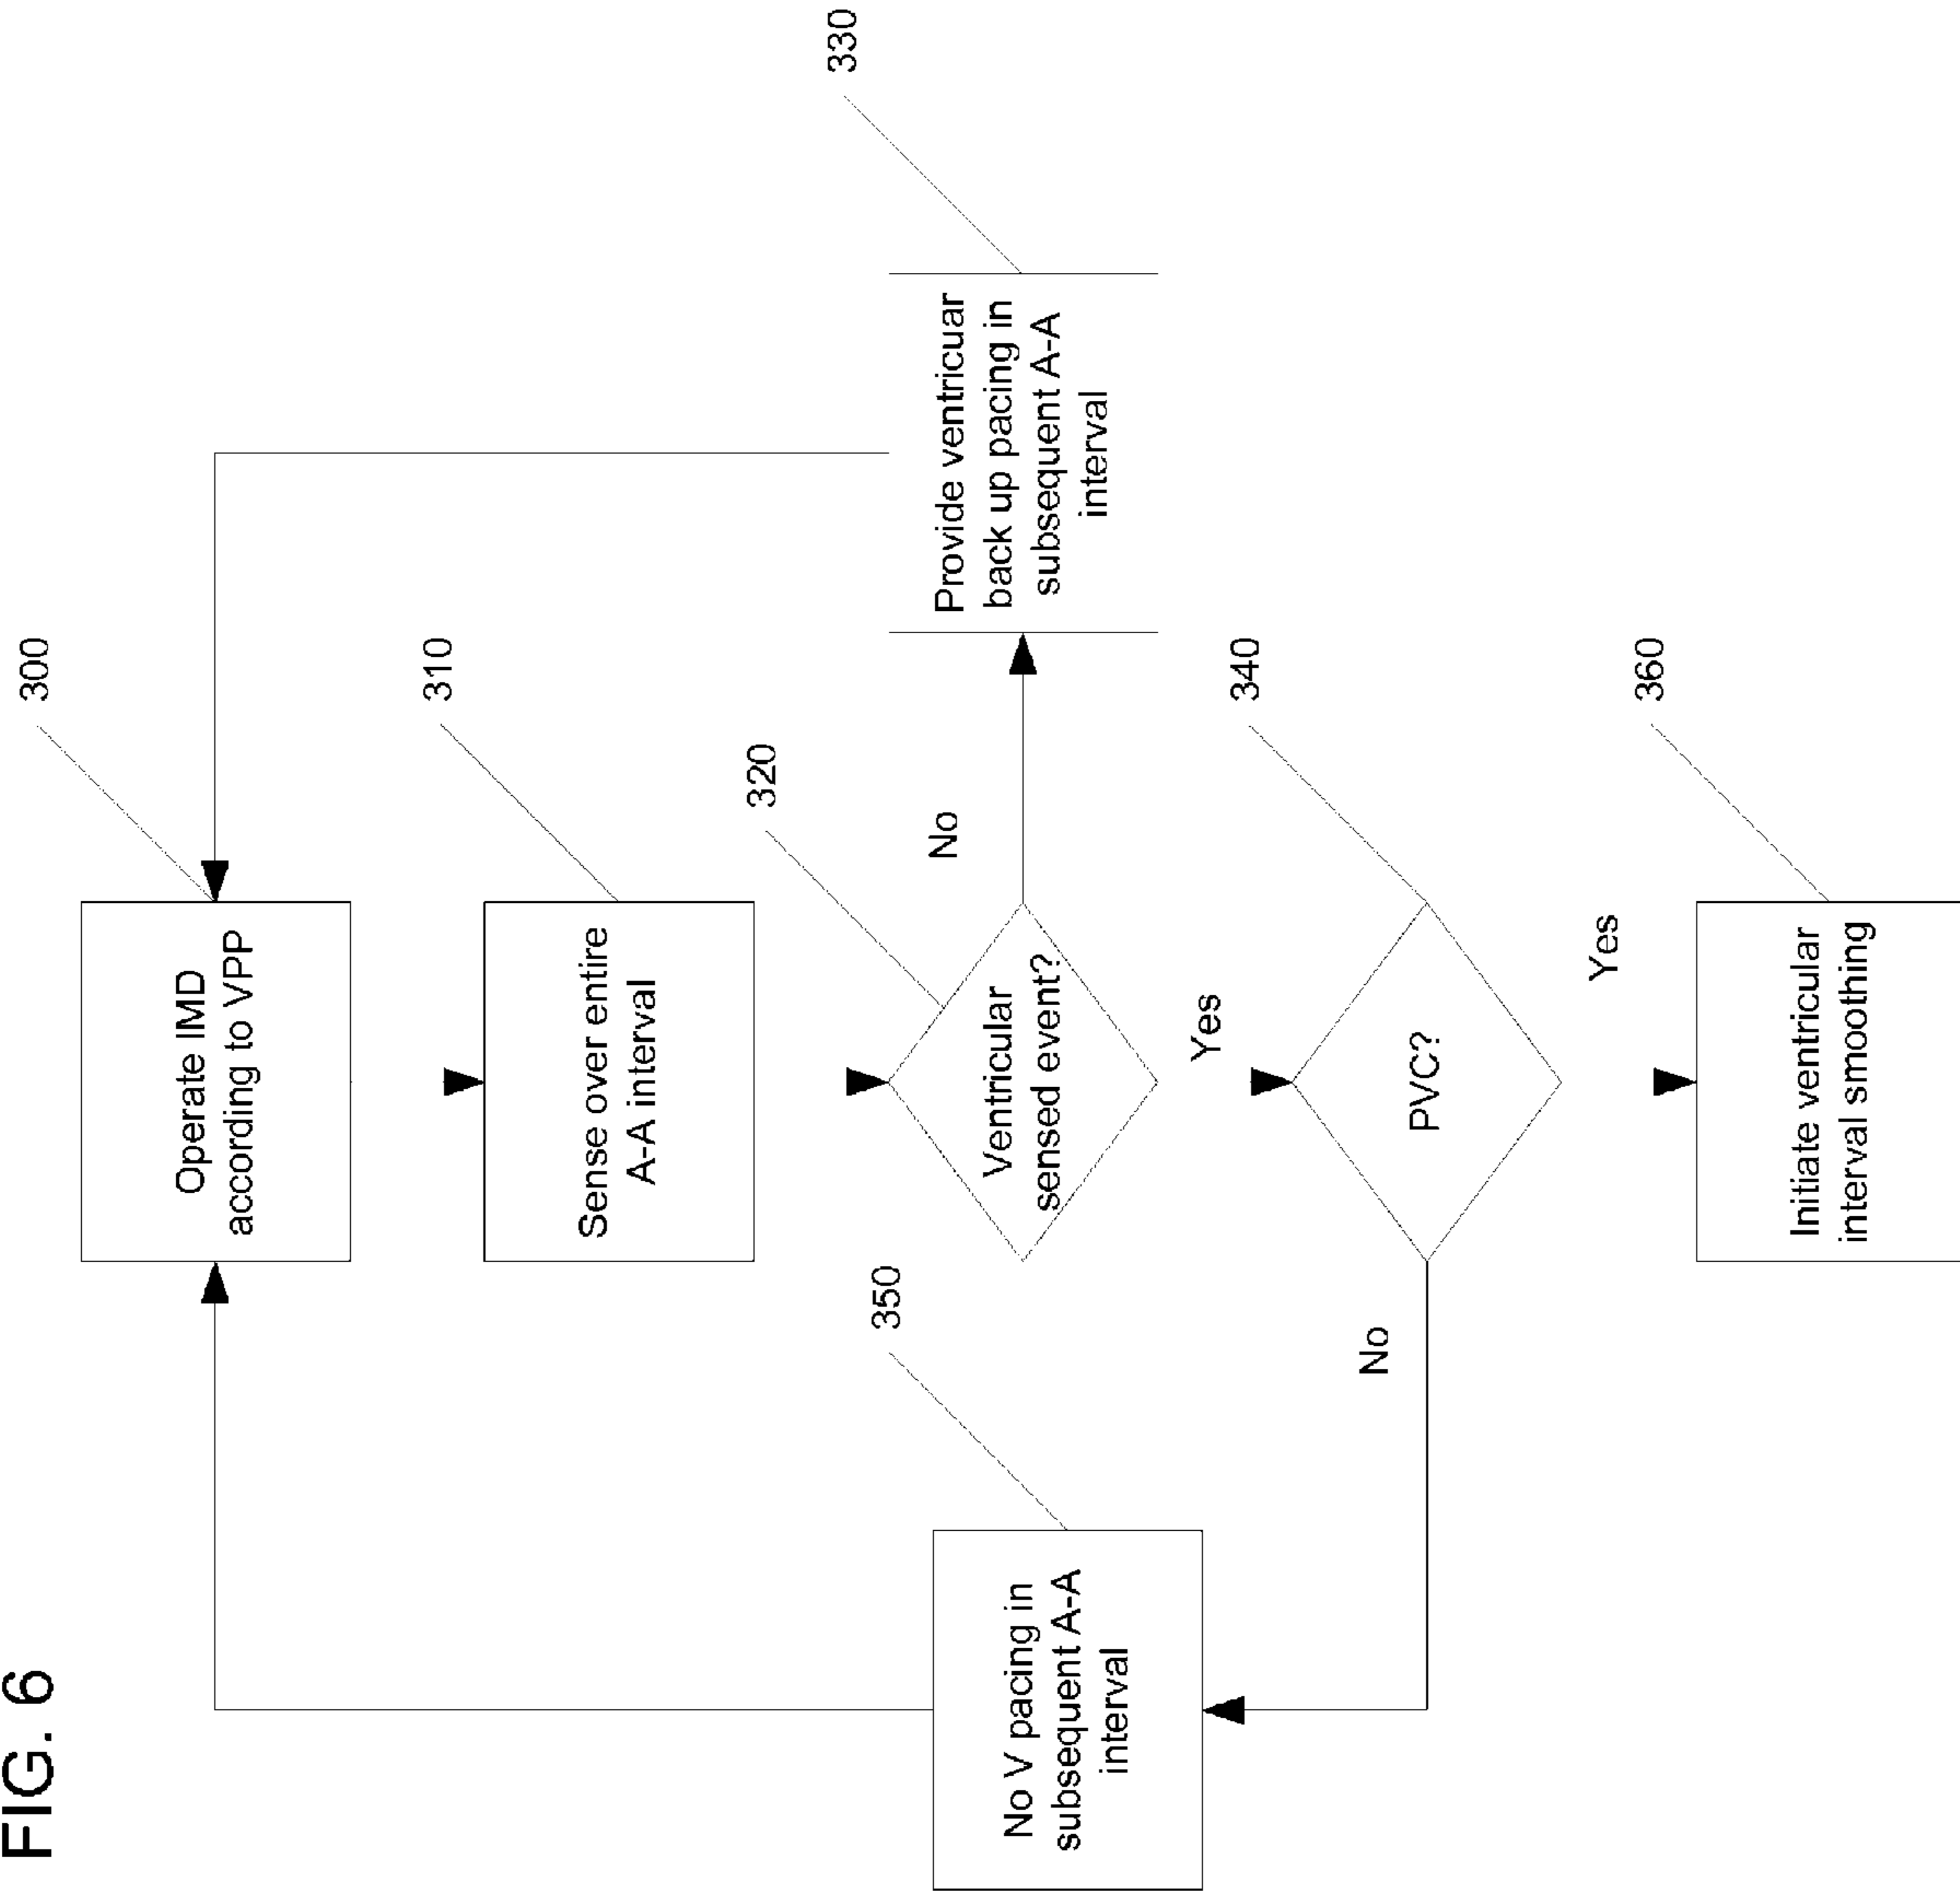 FIG. 6
300
Operate IMD
according to VPP
310
Sense over entire
A-A interval
320
Ventricular
sensed event?
No
330
Provide ventricuar
back up pacing in
subsequent A-A
interval
Yes
340
PVC?
No
350
No V pacing in
subsequent A-A
interval
Yes
360
Initiate ventricular
interval smoothing